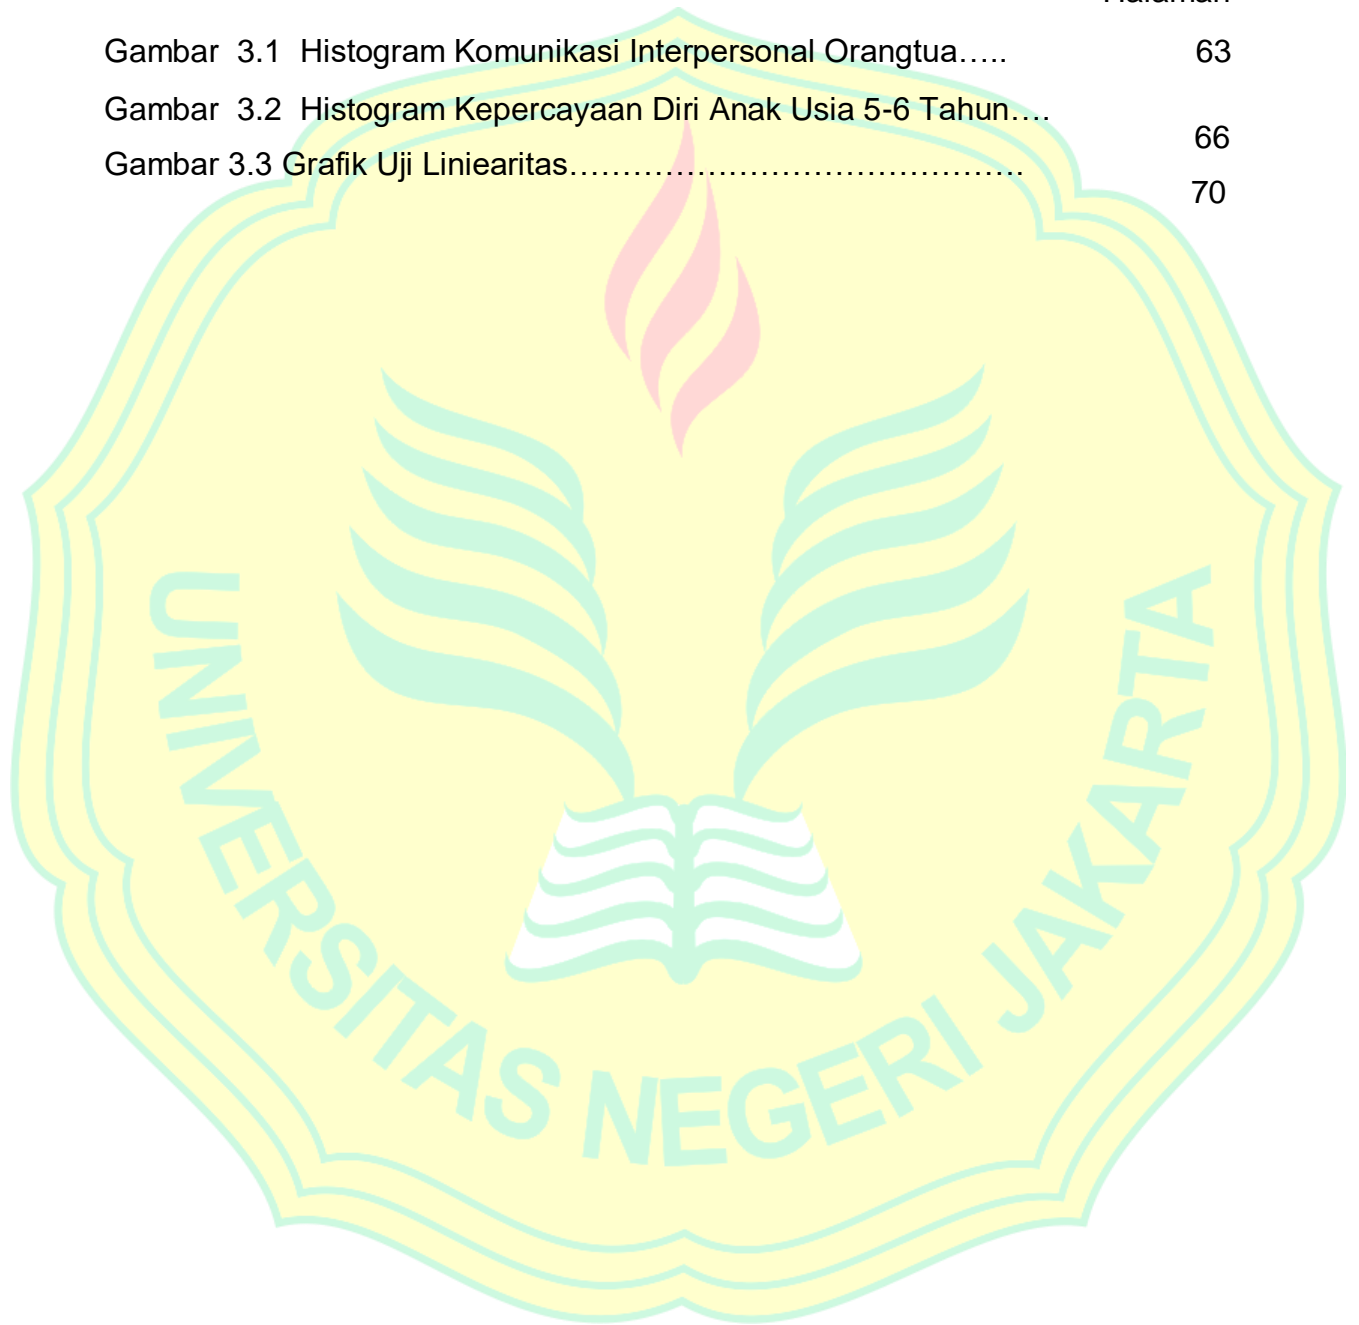 Halaman
Gambar  3.1  Histogram Komunikasi Interpersonal Orangtua….. 63
Gambar  3.2  Histogram Kepercayaan Diri Anak Usia 5-6 Tahun…. 66
Gambar 3.3 Grafik Uji Liniearitas……………………………………. 70
UNIVERSITAS NEGERI JAKARTA